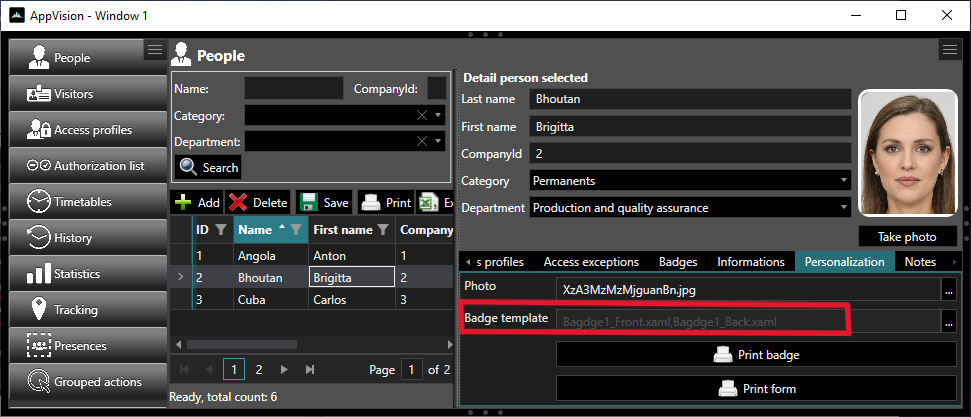 AppVision - Window 1
People
Visitors
Access profiles
Authorization list
Timetables
History
Statistics
Tracking
Presences
Grouped actions
People
Name:
CompanyId:
Category:
Department:
Search
Add
Delete
Save
Print
Ex
ID
Name
First name
Company
1 Angola Anton 1
2 Bhoutan Brigitta 2
3 Cuba Carlos 3
1 2 Page 1 of 2
Ready, total count: 6
Detail person selected
Last name Bhoutan
First name Brigitta
CompanyId 2
Category Permanents
Department Production and quality assurance
Take photo
s profiles
Access exceptions
Badges
Informations
Personalization
Notes
Photo XzA3MzMzMjguanBn.jpg ...
Badge template Bagdge1_Front.xaml,Bagdge1_Back.xaml ...
Print badge
Print form